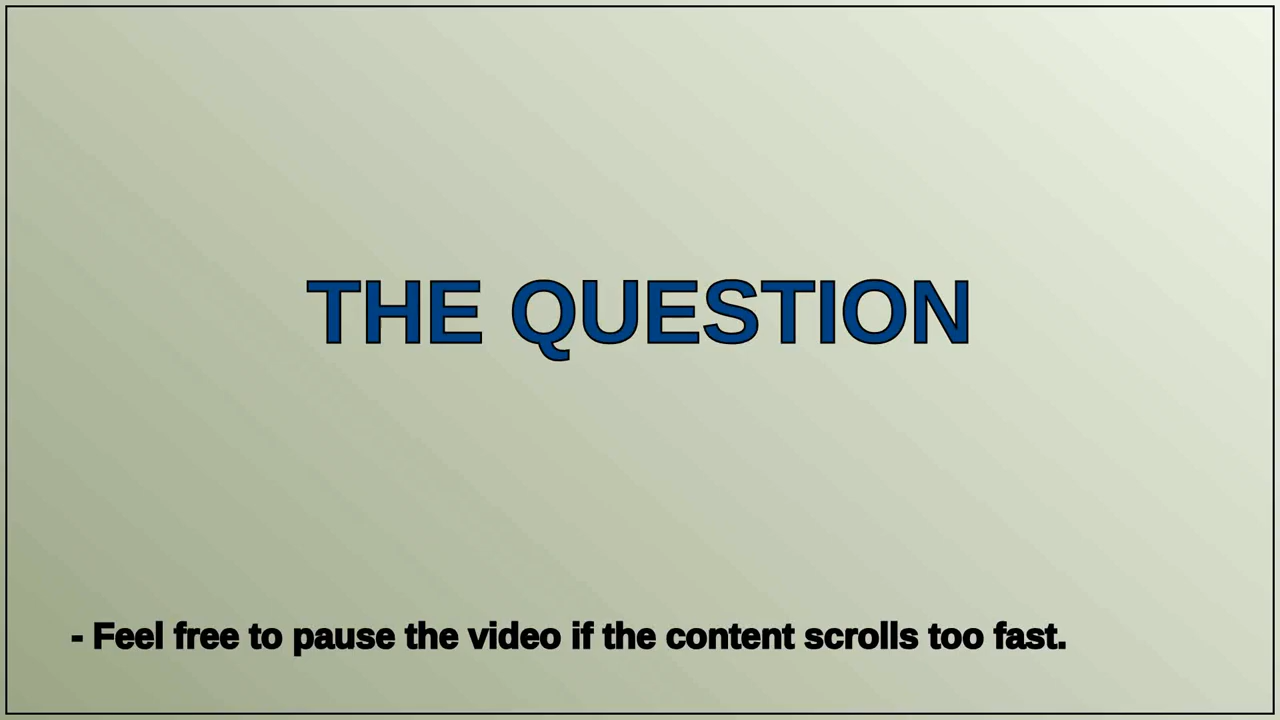 THE QUESTION
- Feel free to pause the video if the content scrolls too fast.